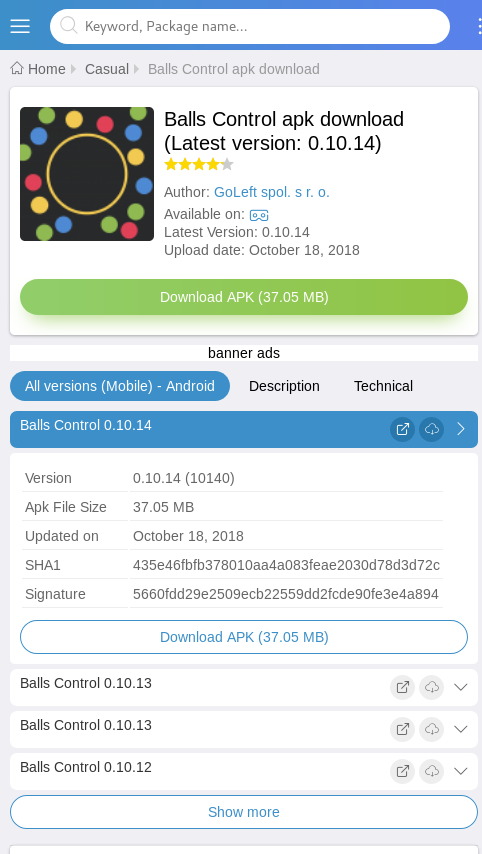 Keyword, Package name...
Home Casual Balls Control apk download
Balls Control apk download
(Latest version: 0.10.14)
Author: GoLeft spol. s r. o.
Available on:
Latest Version: 0.10.14
Upload date: October 18, 2018
Download APK (37.05 MB)
banner ads
All versions (Mobile) - Android Description Technical
Balls Control 0.10.14
Version 0.10.14 (10140)
Apk File Size 37.05 MB
Updated on October 18, 2018
SHA1 435e46fbfb378010aa4a083feae2030d78d3d72c
Signature 5660fdd29e2509ecb22559dd2fcde90fe3e4a894
Download APK (37.05 MB)
Balls Control 0.10.13
Balls Control 0.10.13
Balls Control 0.10.12
Show more